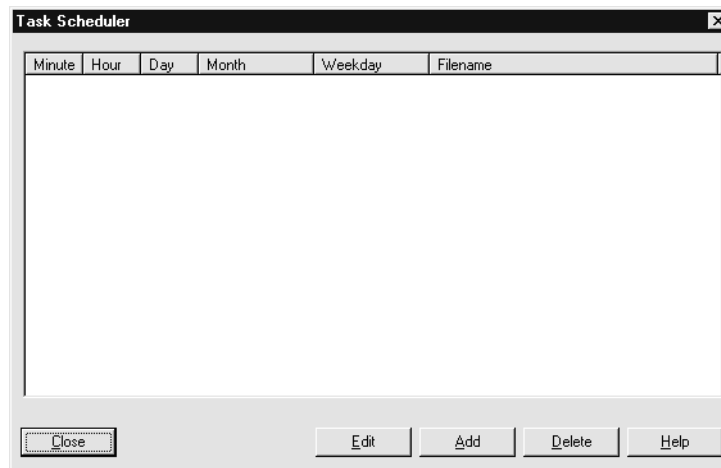 Task Scheduler
Minute Hour Day Month Weekday Filename
Close Edit Add Delete Help